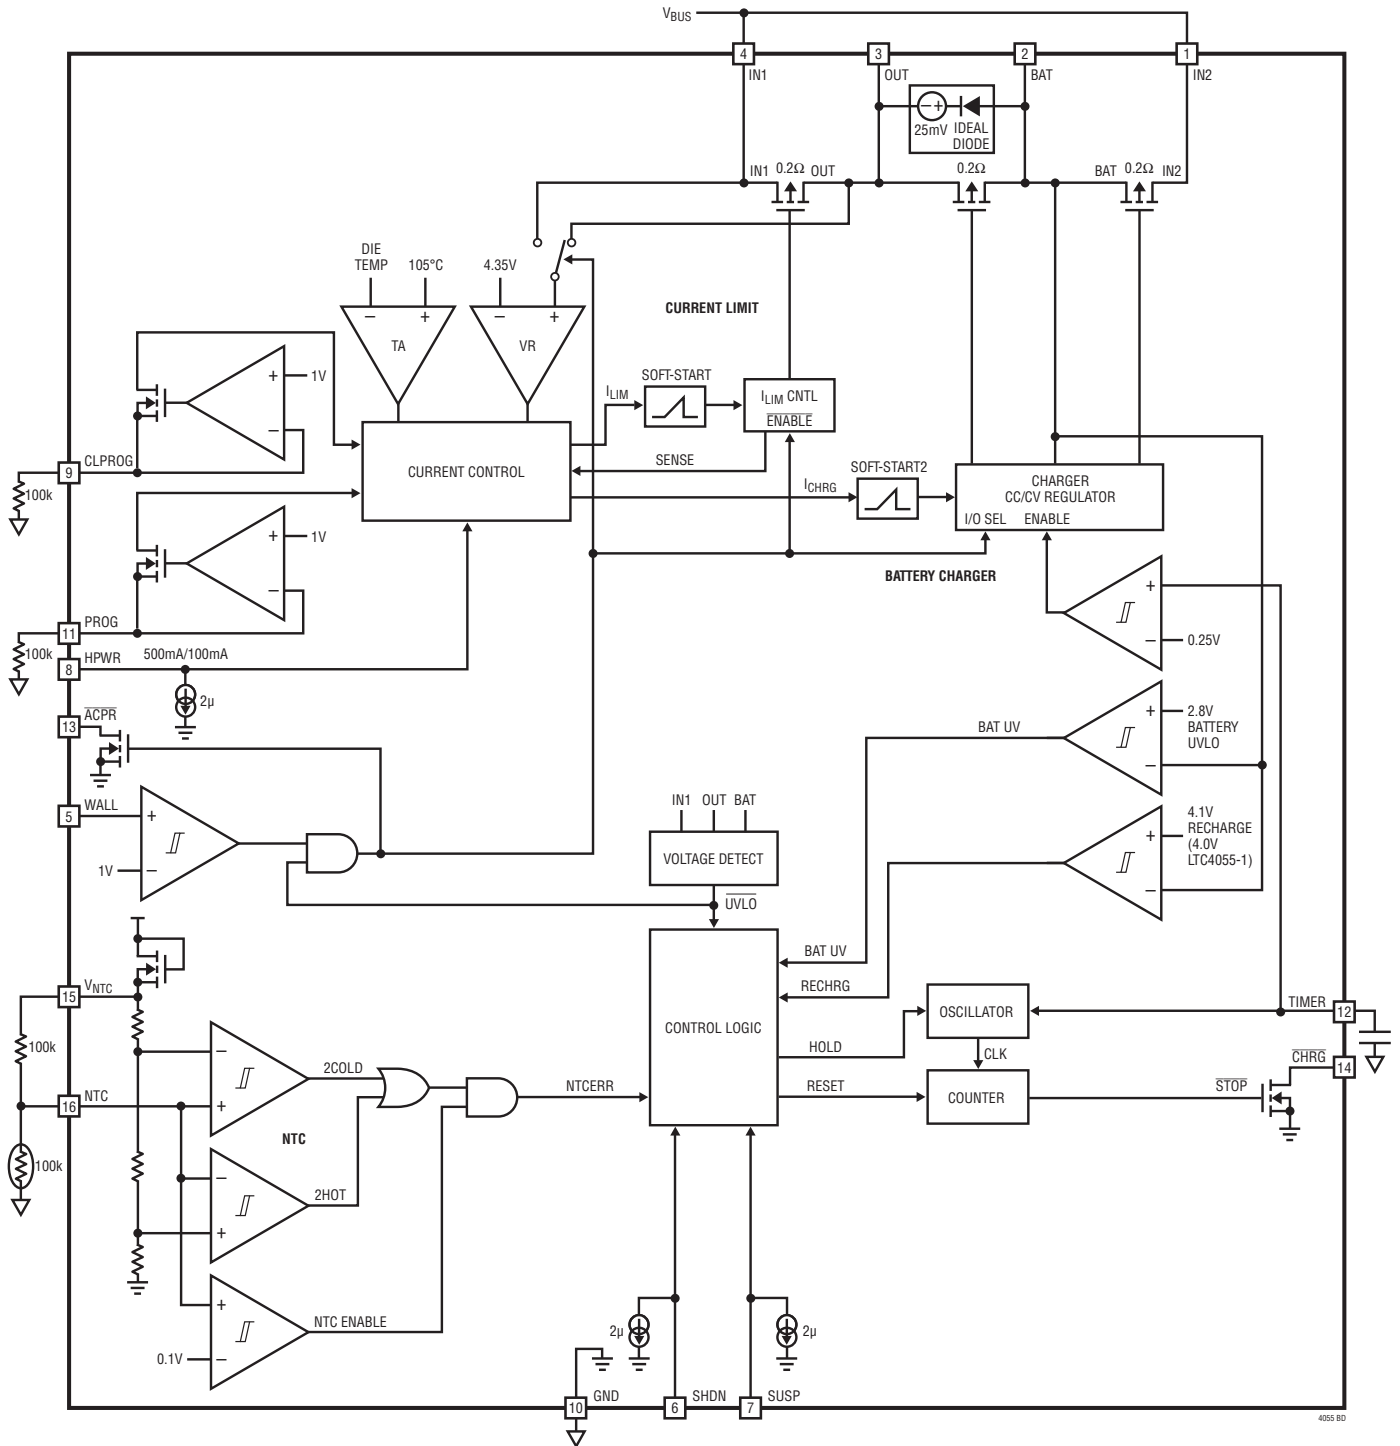 VBUS
4
3
2
1
IN1
OUT
BAT
IN2
25mV
IDEAL
DIODE
IN1
0.2Ω
OUT
0.2Ω
BAT
0.2Ω
IN2
DIE
TEMP
105°C
4.35V
CURRENT LIMIT
−
+
−
+
TA
VR
SOFT-START
+
1V
ILIM
ILIM CNTL
ENABLE
−
CLPROG
9
CURRENT CONTROL
SENSE
SOFT-START2
CHARGER
CC/CV REGULATOR
100k
ICHRG
I/O SEL
ENABLE
+
1V
BATTERY CHARGER
+
−
PROG
11
0.25V
−
100k
HPWR
8
500mA/100mA
2µ
ACPR
13
BAT UV
+
2.8V
BATTERY
UVLO
−
WALL
5
+
IN1
OUT
BAT
4.1V
RECHARGE
(4.0V
LTC4055-1)
+
VOLTAGE DETECT
1V
−
−
UVLO
BAT UV
VNTC
15
RECHRG
OSCILLATOR
TIMER
12
100k
CONTROL LOGIC
−
2COLD
HOLD
CLK
CHRG
14
NTC
16
+
NTCERR
RESET
COUNTER
STOP
NTC
100k
−
2HOT
+
+
NTC ENABLE
2µ
2µ
0.1V
−
GND
10
SHDN
6
SUSP
7
4055 BD